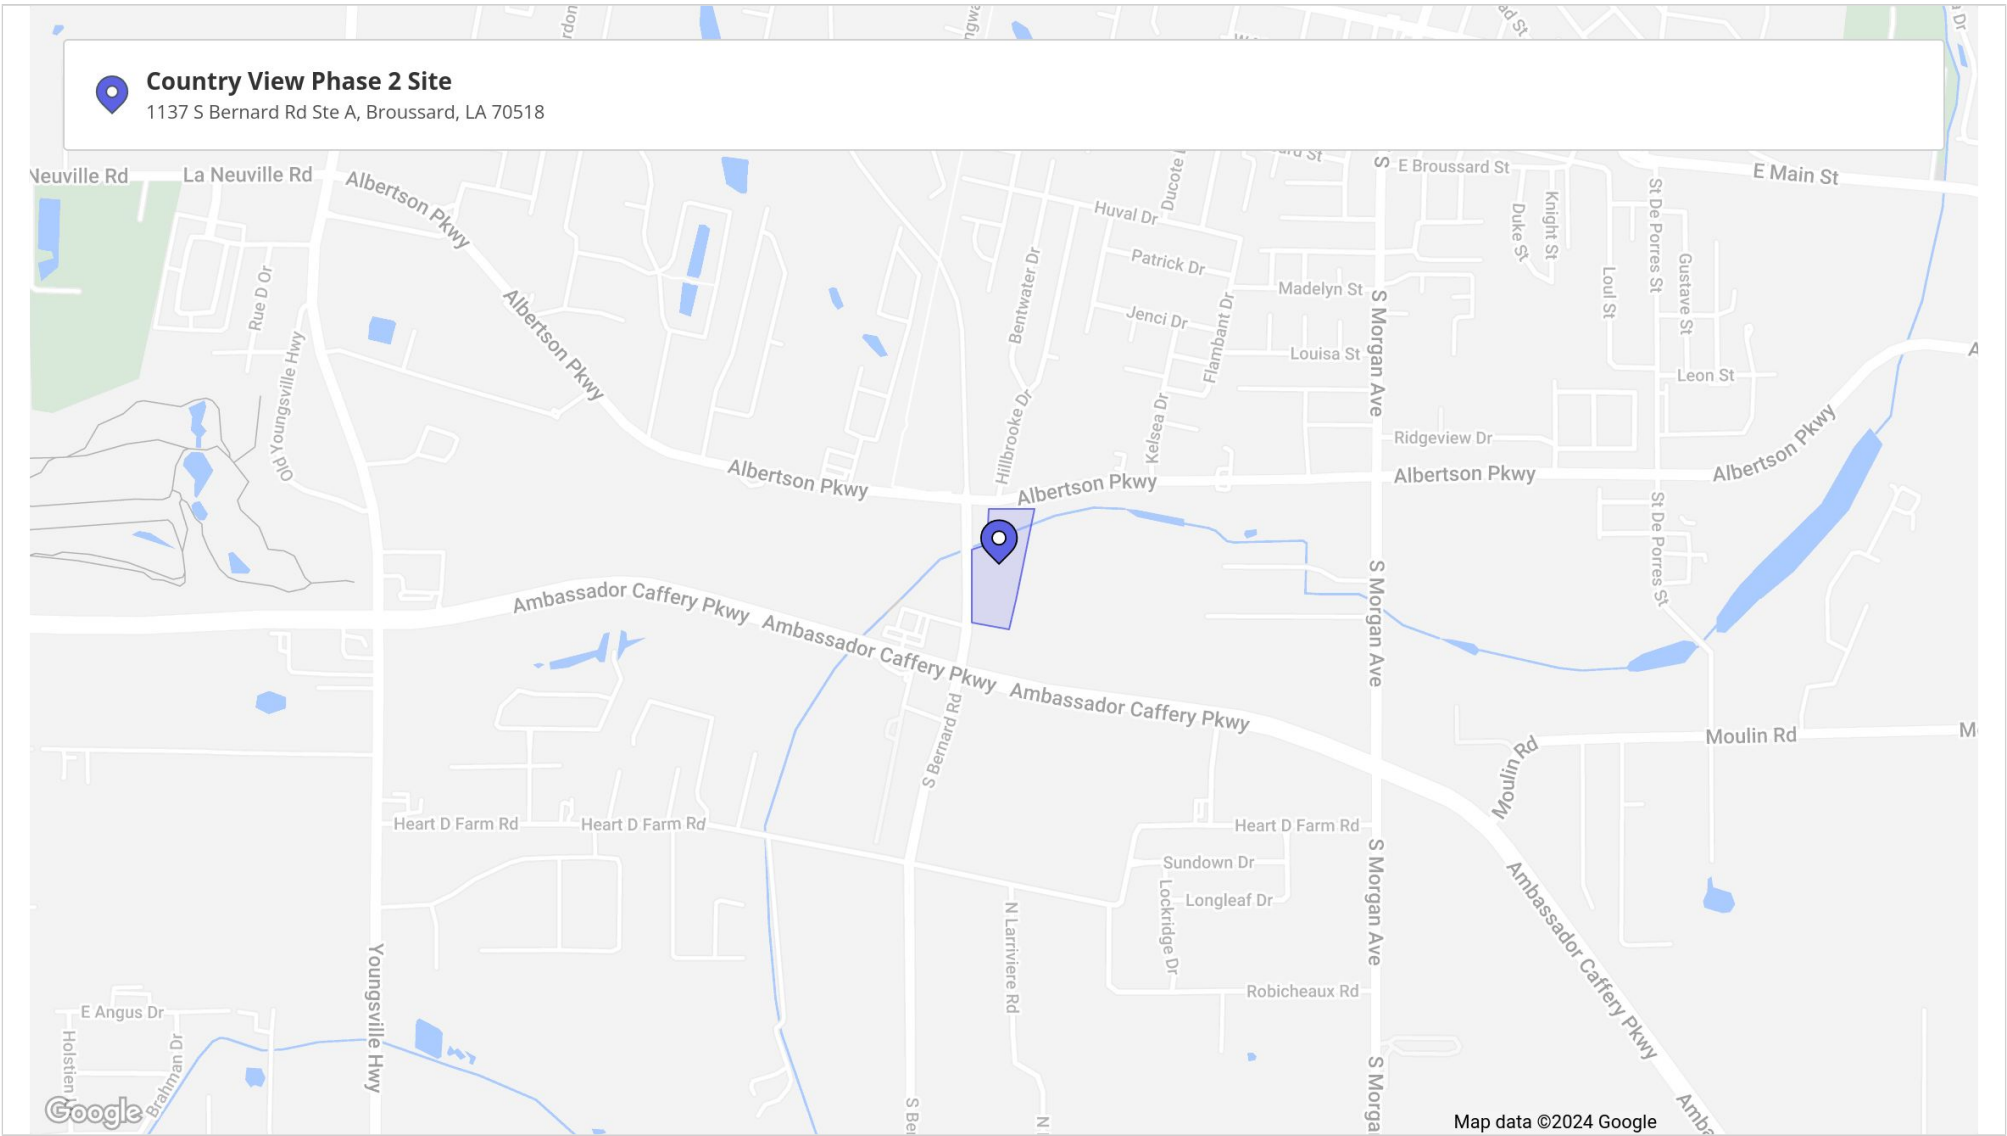 Country View Phase 2 Site
1137 S Bernard Rd Ste A, Broussard, LA 70518
Neuville Rd
La Neuville Rd
Albertson Pkwy
E Broussard St
E Main St
Huval Dr
Ducote
Patrick Dr
Madelyn St
Jenci Dr
Louisa St
Flambant Dr
Bentwater Dr
Hillbrooke Dr
Kelsea Dr
Rue D Or
Old Youngsville Hwy
Albertson Pkwy
Duke St
Knight St
St De Porres St
Gustave St
Loul St
Leon St
S Morgan Ave
Ridgeview Dr
Albertson Pkwy
Albertson Pkwy
Albertson Pkwy
Albertson Pkwy
St De Porres St
S Morgan Ave
Ambassador Caffery Pkwy
Ambassador Caffery Pkwy
Ambassador Caffery Pkwy
S Bernard Rd
Moulin Rd
Moulin Rd
Heart D Farm Rd
Heart D Farm Rd
Heart D Farm Rd
Sundown Dr
Longleaf Dr
Lockridge Dr
S Morgan Ave
N Larriviere Rd
Robicheaux Rd
Ambassador Caffery Pkwy
Youngsville Hwy
E Angus Dr
Holstien
Brahman Dr
S Be
N
S Morga
Amba
Google
Map data ©2024 Google